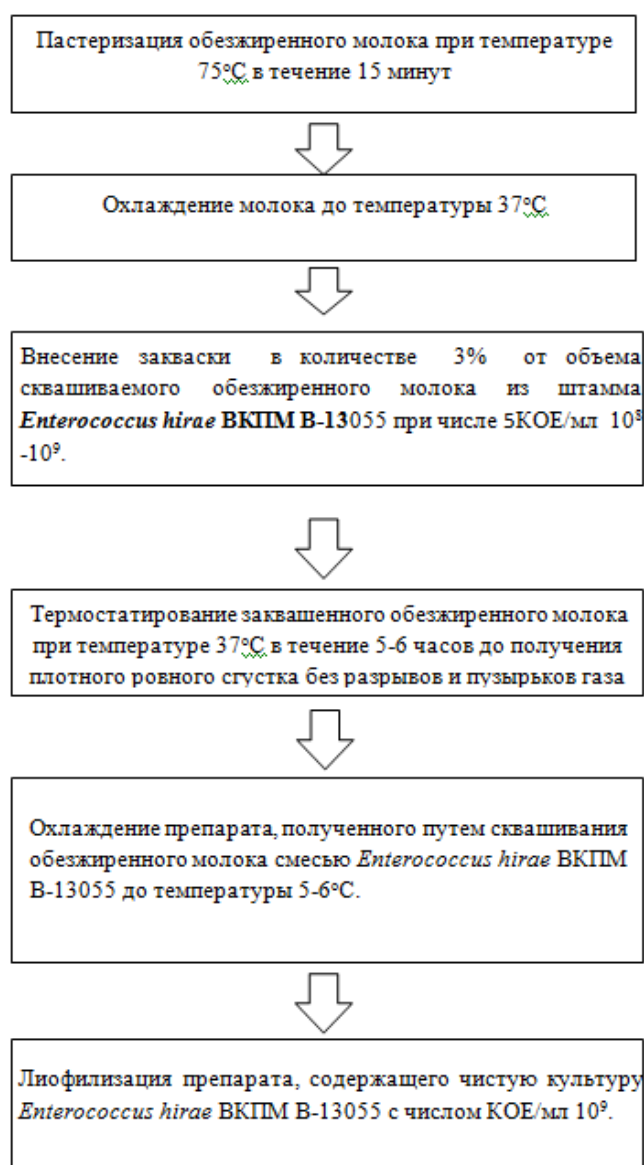 Пастеризация обезжиренного молока при температуре
75°С в течение 15 минут
Охлаждение молока до температуры 37°С
Внесение закваски в количестве 3% от объема
сквашиваемого обезжиренного молока из штамма
Enterococcus hirae ВКПМ В-13055 при числе 5КОЕ/мл 10⁸
-10⁹.
Термостатирование заквашенного обезжиренного молока
при температуре 37°С в течение 5-6 часов до получения
плотного ровного сгустка без разрывов и пузырьков газа
Охлаждение препарата, полученного путем сквашивания
обезжиренного молока смесью Enterococcus hirae ВКПМ
В-13055 до температуры 5-6°С.
Лиофилизация препарата, содержащего чистую культуру
Enterococcus hirae ВКПМ В-13055 с числом КОЕ/мл 10⁹.